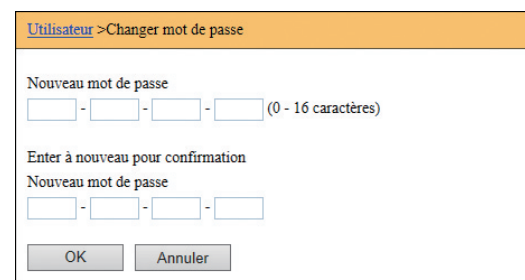 Utilisateur >Changer mot de passe
Nouveau mot de passe
- - - (0 - 16 caractères)
Enter à nouveau pour confirmation
Nouveau mot de passe
- - -
OK Annuler